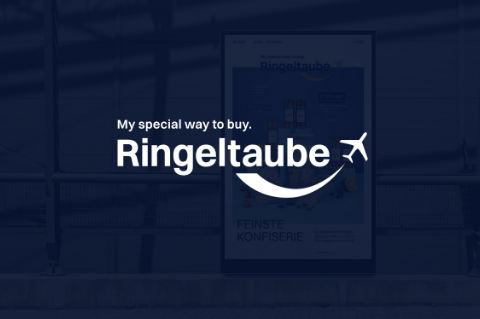 My special way to buy.
Ringeltaube
Ringeltaube
FEINSTE
KONFISERIE